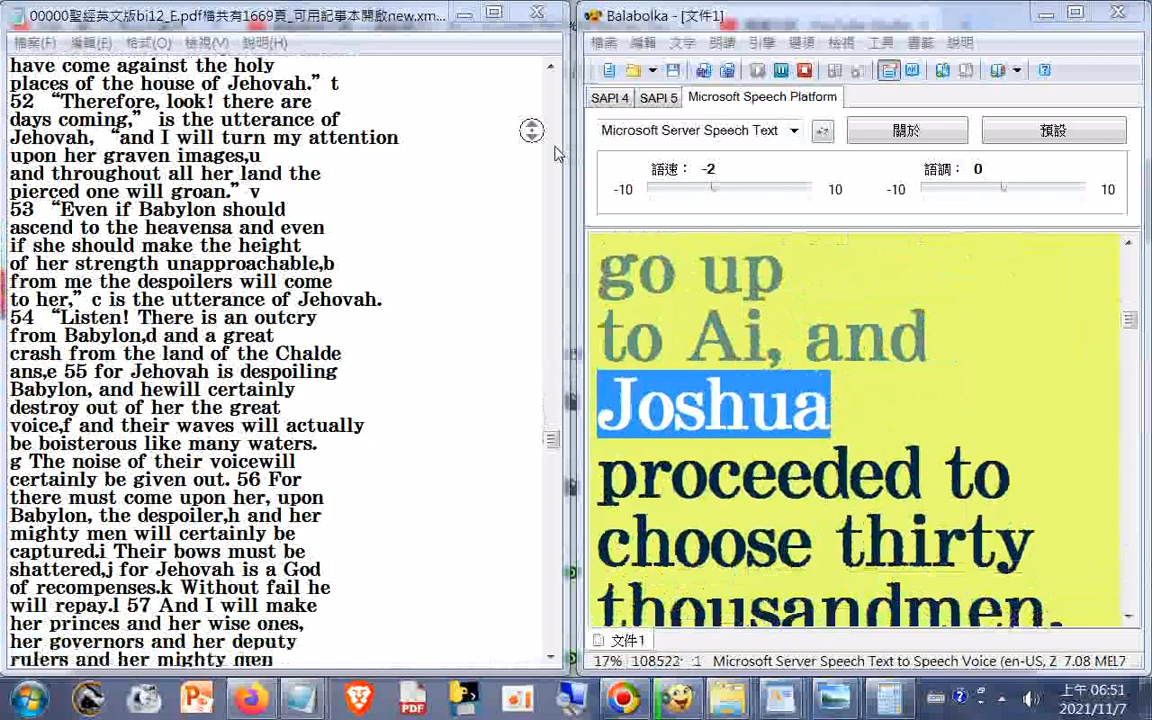 00000聖經英文版bi12_E.pdf檔共有1669頁_可用記事本開啟new.xm...
檔案(F) 編輯(E) 格式(O) 檢視(V) 說明(H)
have come against the holy
places of the house of Jehovah.” t
52 “Therefore, look! there are
days coming,” is the utterance of
Jehovah, “and I will turn my attention
upon her graven images,u
and throughout all her land the
pierced one will groan.” v
53 “Even if Babylon should
ascend to the heavensa and even
if she should make the height
of her strength unapproachable,b
from me the despoilers will come
to her,” c is the utterance of Jehovah.
54 “Listen! There is an outcry
from Babylon,d and a great
crash from the land of the Chalde
ans,e 55 for Jehovah is despoiling
Babylon, and hewill certainly
destroy out of her the great
voice,f and their waves will actually
be boisterous like many waters.
g The noise of their voicewill
certainly be given out. 56 For
there must come upon her, upon
Babylon, the despoiler,h and her
mighty men will certainly be
captured.i Their bows must be
shattered,j for Jehovah is a God
of recompenses.k Without fail he
will repay.l 57 And I will make
her princes and her wise ones,
her governors and her deputy
rulers and her mighty men
Balabolka - [文件1]
檔案 編輯 文字 朗讀 引擎 選項 檢視 工具 書籤 說明
SAPI 4 SAPI 5 Microsoft Speech Platform
Microsoft Server Speech Text 關於 預設
語速： -2 語調： 0
-10 10 -10 10
go up
to Ai, and
Joshua
proceeded to
choose thirty
thousandmen,
文件1
17% 108522: 1 Microsoft Server Speech Text to Speech Voice (en-US, Z 7.08 MEL7
PDF
上午 06:51
2021/11/7